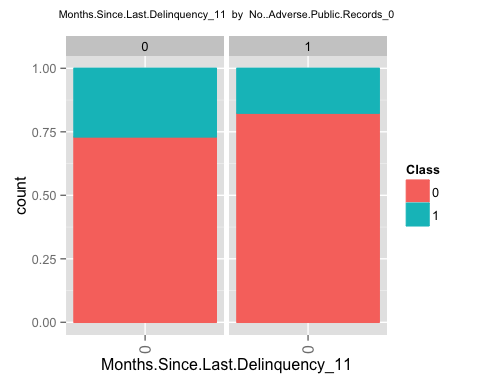 Months.Since.Last.Delinquency_11 by No..Adverse.Public.Records_0
0 1
1.00
0.75
0.50
0.25
0.00
count
0 0
Months.Since.Last.Delinquency_11
Class
0
1